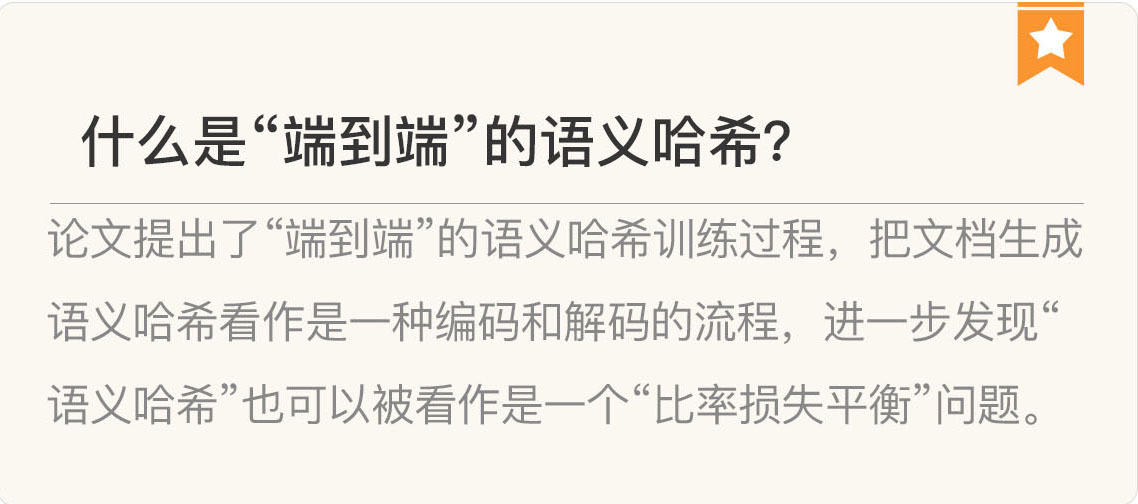 什么是“端到端”的语义哈希？
论文提出了“端到端”的语义哈希训练过程，把文档生成
语义哈希看作是一种编码和解码的流程，进一步发现“
语义哈希”也可以被看作是一个“比率损失平衡”问题。